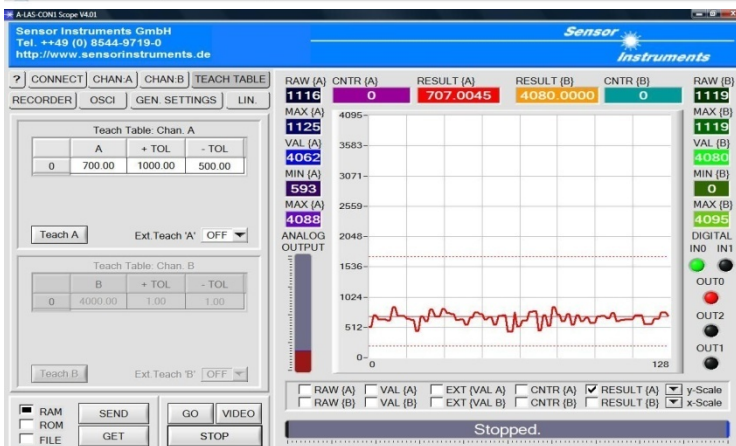 A-LAS-CON1 Scope V4.01
Sensor Instruments GmbH
Tel. ++49 (0) 8544-9719-0
http://www.sensorinstruments.de
Sensor
Instruments
? CONNECT CHAN:A CHAN:B TEACH TABLE
RECORDER OSCI GEN. SETTINGS LIN.
Teach Table: Chan. A
A + TOL - TOL
0 700.00 1000.00 500.00
Teach A Ext.Teach 'A' OFF
Teach Table: Chan. B
B + TOL - TOL
0 4000.00 1.00 1.00
Teach B Ext.Teach 'B' OFF
RAM
ROM
FILE
SEND GO VIDEO
GET STOP
RAW {A} CNTR {A} RESULT {A} RESULT {B} CNTR {B} RAW {B}
1116 0 707.0045 4080.0000 0 1119
MAX {A}
1125
VAL {A}
4062
MIN {A}
593
MAX {A}
4088
ANALOG
OUTPUT
4095
3583
3071
2559
2048
1536
1024
512
0
0 128
MAX {B}
1119
VAL {B}
4080
MIN {B}
0
MAX {B}
4095
DIGITAL
IN0 IN1
OUT0
OUT2
OUT1
RAW {A} VAL {A} EXT {VAL A} CNTR {A} RESULT {A} y-Scale
RAW {B} VAL {B} EXT {VAL B} CNTR {B} RESULT {B} x-Scale
Stopped.